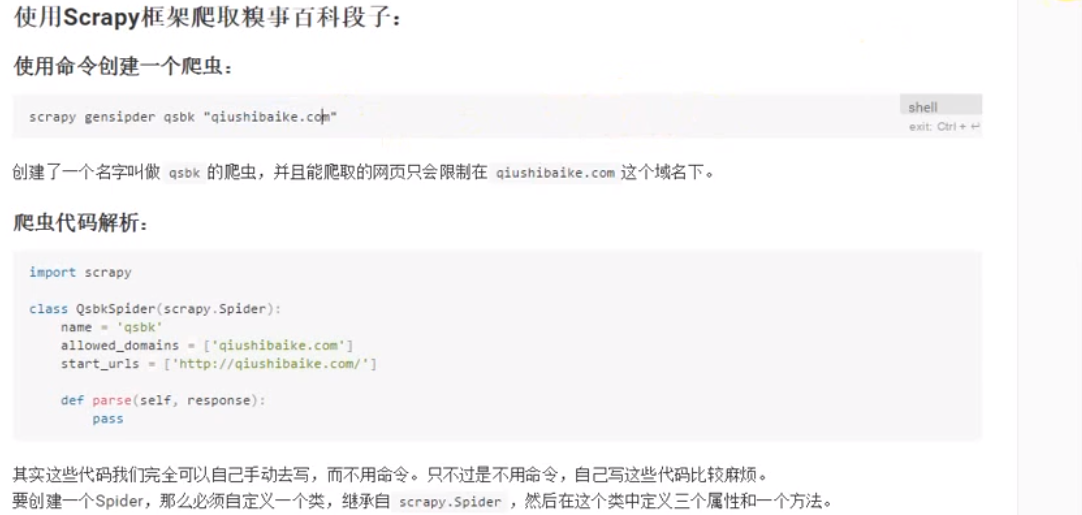 使用Scrapy框架爬取糗事百科段子：
使用命令创建一个爬虫：
scrapy gensipder qsbk "qiushibaike.com"
shell
exit: Ctrl + ↵
创建了一个名字叫做 qsbk 的爬虫，并且能爬取的网页只会限制在 qiushibaike.com 这个域名下。
爬虫代码解析：
import scrapy
class QsbkSpider(scrapy.Spider):
    name = 'qsbk'
    allowed_domains = ['qiushibaike.com']
    start_urls = ['http://qiushibaike.com/']
    def parse(self, response):
        pass
其实这些代码我们完全可以自己手动去写，而不用命令。只不过是不用命令，自己写这些代码比较麻烦。
要创建一个Spider，那么必须自定义一个类，继承自 scrapy.Spider ，然后在这个类中定义三个属性和一个方法。